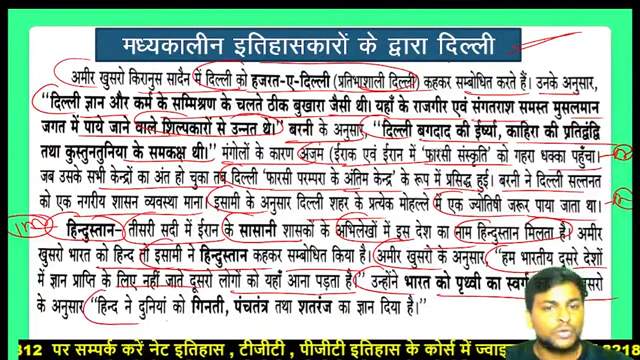 मध्यकालीन इतिहासकारों के द्वारा दिल्ली
अमीर खुसरो किरानुस सादैन में दिल्ली को हजरत-ए-दिल्ली (प्रतिभाशाली दिल्ली) कहकर सम्बोधित करते हैं। उनके अनुसार,
"दिल्ली ज्ञान और कर्म के सम्मिश्रण के चलते ठीक बुखारा जैसी थी। यहाँ के राजगीर एवं संगतराश समस्त मुसलमान
जगत में पाये जाने वाले शिल्पकारों से उन्नत थे। बरनी के अनुसार "दिल्ली बगदाद की ईर्ष्या, काहिरा की प्रतिद्वंद्वि
तथा कुस्तुनतुनिया के समकक्ष थी।" मंगोलों के कारण अजम (ईराक एवं ईरान में 'फारसी संस्कृति' को गहरा धक्का पहुँचा।
जब उसके सभी केन्द्रों का अंत हो चुका तब दिल्ली 'फारसी परम्परा के अंतिम केन्द्र' के रूप में प्रसिद्ध हुई। बरनी ने दिल्ली सल्तनत
को एक नगरीय शासन व्यवस्था माना। इसामी के अनुसार दिल्ली शहर के प्रत्येक मोहल्ले में एक ज्योतिषी जरूर पाया जाता था।
हिन्दुस्तान- तीसरी सदी में ईरान के सासानी शासकों के अभिलेखों में इस देश का नाम हिन्दुस्तान मिलता है। अमीर
खुसरो भारत को हिन्द तो इसामी ने हिन्दुस्तान कहकर सम्बोधित किया है। अमीर खुसरो के अनुसार "हम भारतीय दूसरे देशों
में ज्ञान प्राप्ति के लिए नहीं जाते दूसरे लोगों को यहाँ आना पड़ता है।" उन्होंने भारत को पृथ्वी का स्वर्ग खुसरो
के अनुसार "हिन्द ने दुनियां को गिनती, पंचतंत्र तथा शतरंज का ज्ञान दिया है।"
312 पर सम्पर्क करें नेट इतिहास , टीजीटी , पीजीटी इतिहास के कोर्स में ज्वाइन 8218